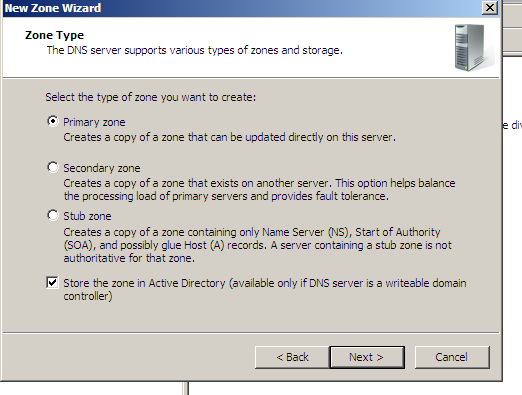 New Zone Wizard
Zone Type
The DNS server supports various types of zones and storage.
Select the type of zone you want to create:
Primary zone
Creates a copy of a zone that can be updated directly on this server.
Secondary zone
Creates a copy of a zone that exists on another server. This option helps balance
the processing load of primary servers and provides fault tolerance.
Stub zone
Creates a copy of a zone containing only Name Server (NS), Start of Authority
(SOA), and possibly glue Host (A) records. A server containing a stub zone is not
authoritative for that zone.
Store the zone in Active Directory (available only if DNS server is a writeable domain
controller)
< Back
Next >
Cancel